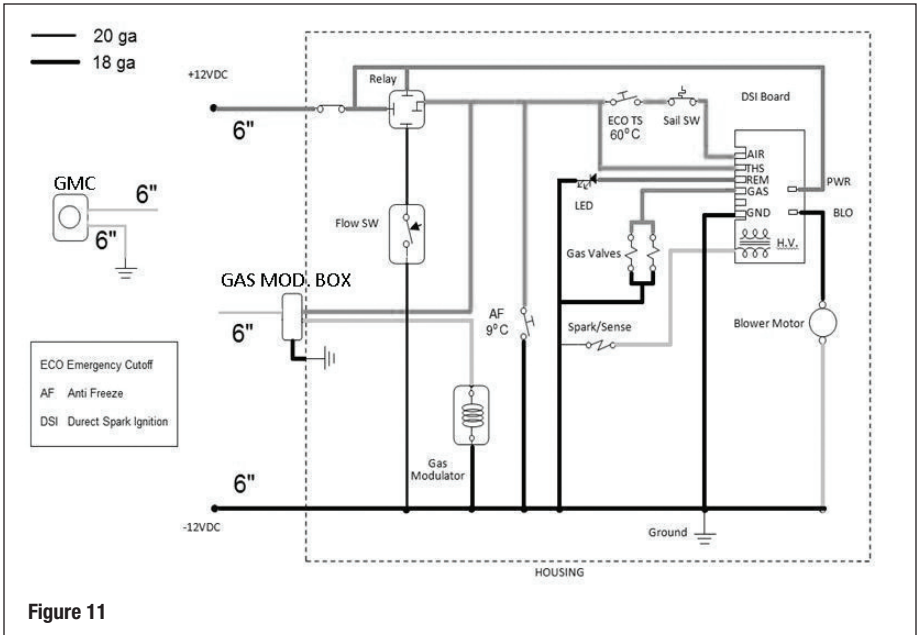 20 ga
18 ga
+12VDC
Relay
6"
ECO TS
60°C
Sail SW
DSI Board
AIR
THS
REM
GAS
GND
PWR
BLO
H.V.
GMC
6"
6"
Flow SW
LED
Gas Valves
GAS MOD. BOX
6"
AF
9°C
Spark/Sense
Blower Motor
ECO Emergency Cutoff
AF Anti Freeze
DSI Durect Spark Ignition
Gas
Modulator
6"
-12VDC
Ground
HOUSING
Figure 11